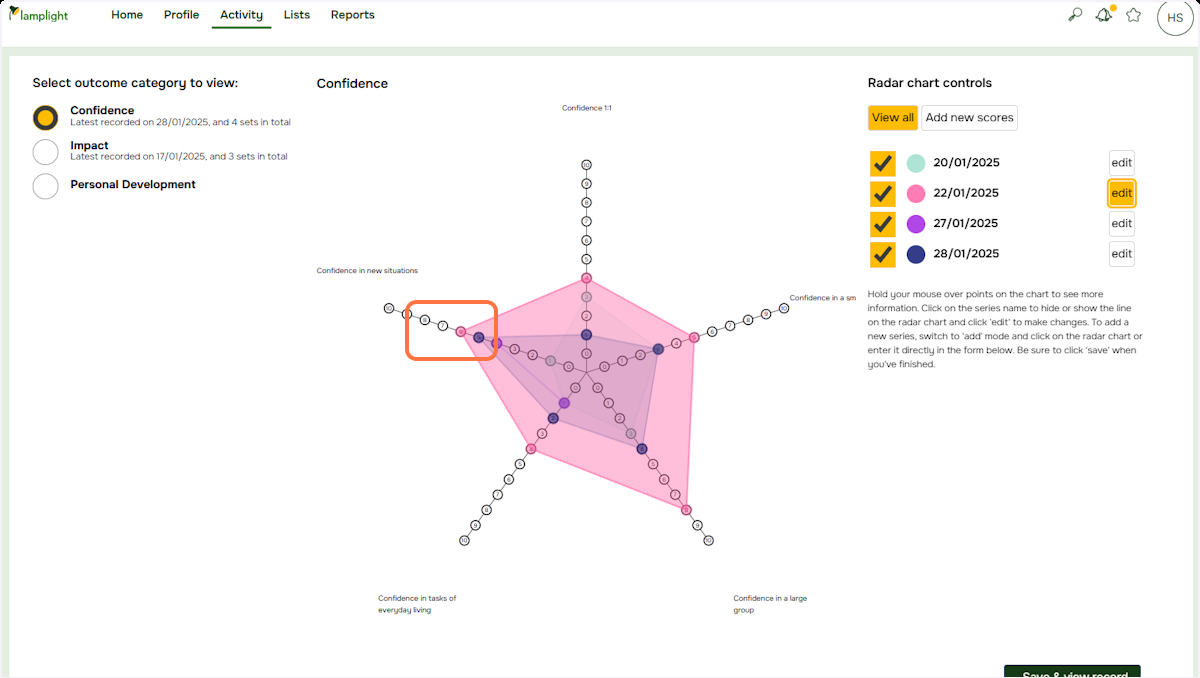 lamplight
Home Profile Activity Lists Reports
HS
Select outcome category to view:
Confidence
Latest recorded on 28/01/2025, and 4 sets in total
Impact
Latest recorded on 17/01/2025, and 3 sets in total
Personal Development
Confidence
Confidence 1:1
Confidence in new situations
Confidence in a sm
Confidence in tasks of
everyday living
Confidence in a large
group
Radar chart controls
View all Add new scores
20/01/2025 edit
22/01/2025 edit
27/01/2025 edit
28/01/2025 edit
Hold your mouse over points on the chart to see more
information. Click on the series name to hide or show the line
on the radar chart and click 'edit' to make changes. To add a
new series, switch to 'add' mode and click on the radar chart or
enter it directly in the form below. Be sure to click 'save' when
you've finished.
Save & view record